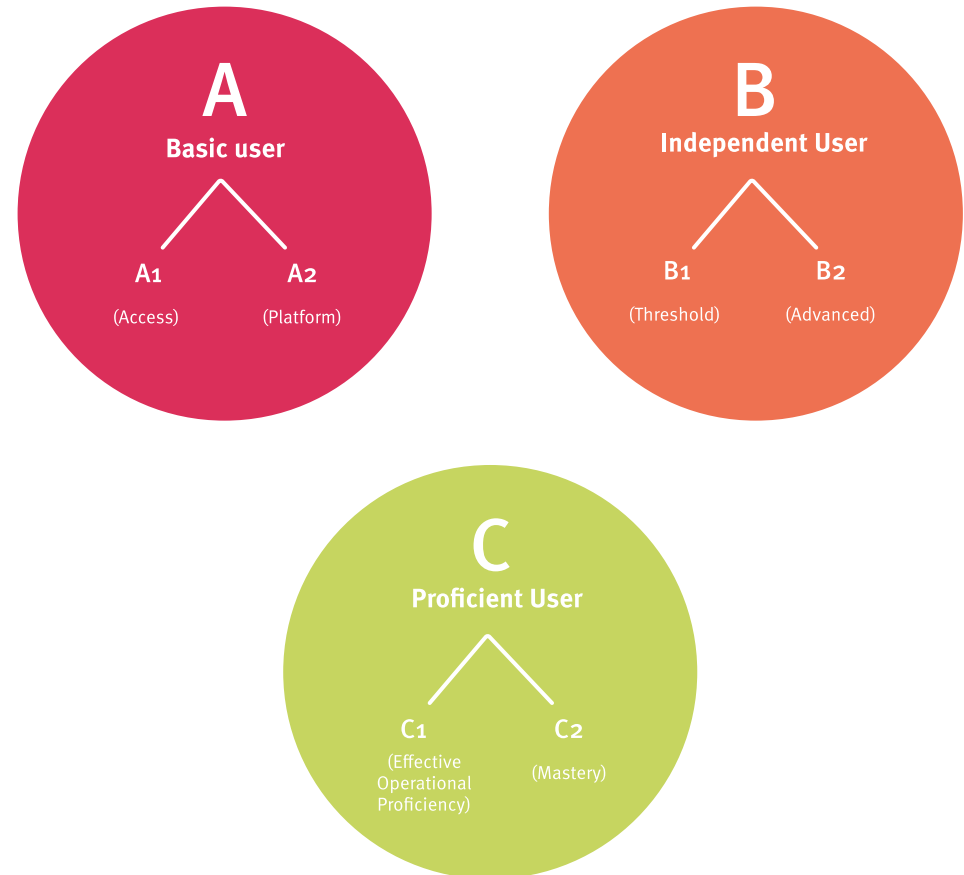 A
Basic user
A1
A2
(Access)
(Platform)
B
Independent User
B1
B2
(Threshold)
(Advanced)
C
Proficient User
C1
C2
(Effective
Operational
Proficiency)
(Mastery)